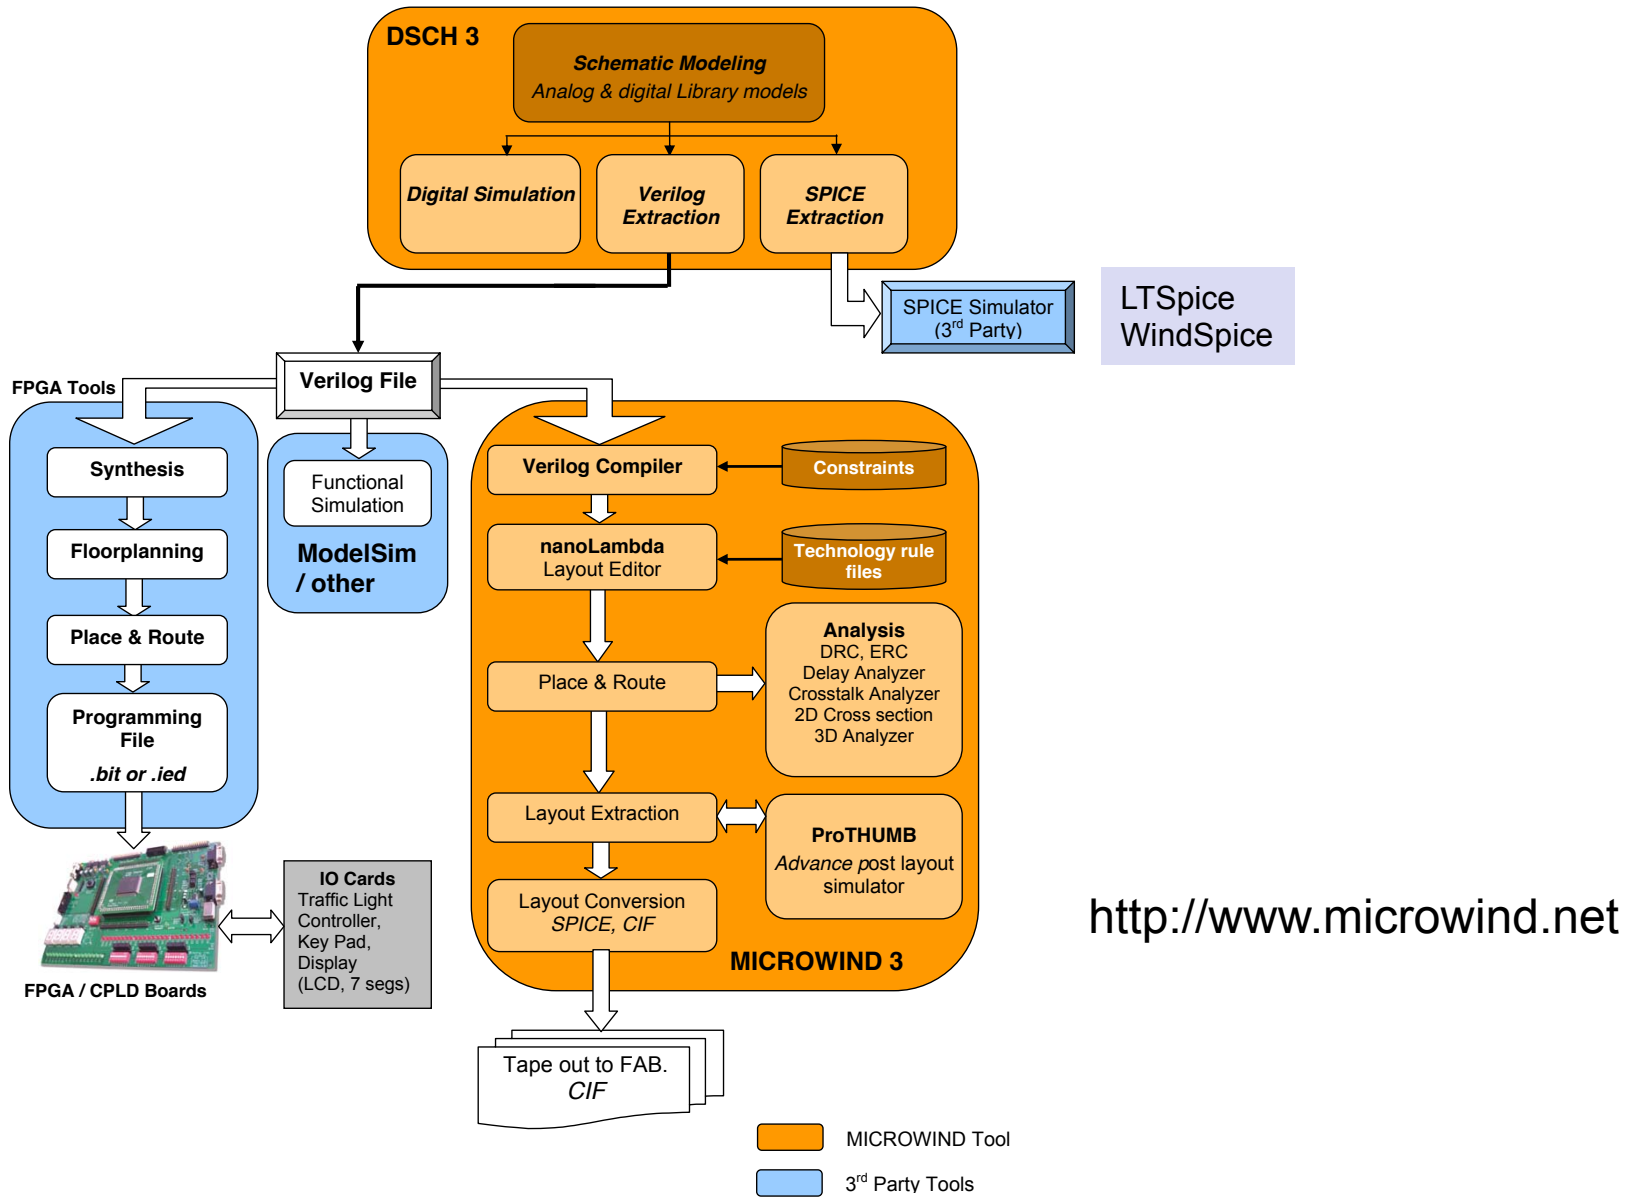 DSCH 3
Schematic Modeling
Analog & digital Library models
Digital Simulation
Verilog
Extraction
SPICE
Extraction
SPICE Simulator
(3rd Party)
LTSpice
WindSpice
Verilog File
FPGA Tools
Synthesis
Floorplanning
Place & Route
Programming
File
.bit or .ied
FPGA / CPLD Boards
IO Cards
Traffic Light
Controller,
Key Pad,
Display
(LCD, 7 segs)
Functional
Simulation
ModelSim
/ other
Verilog Compiler
Constraints
nanoLambda
Layout Editor
Technology rule
files
Place & Route
Analysis
DRC, ERC
Delay Analyzer
Crosstalk Analyzer
2D Cross section
3D Analyzer
Layout Extraction
ProTHUMB
Advance post layout
simulator
Layout Conversion
SPICE, CIF
MICROWIND 3
http://www.microwind.net
Tape out to FAB.
CIF
MICROWIND Tool
3rd Party Tools